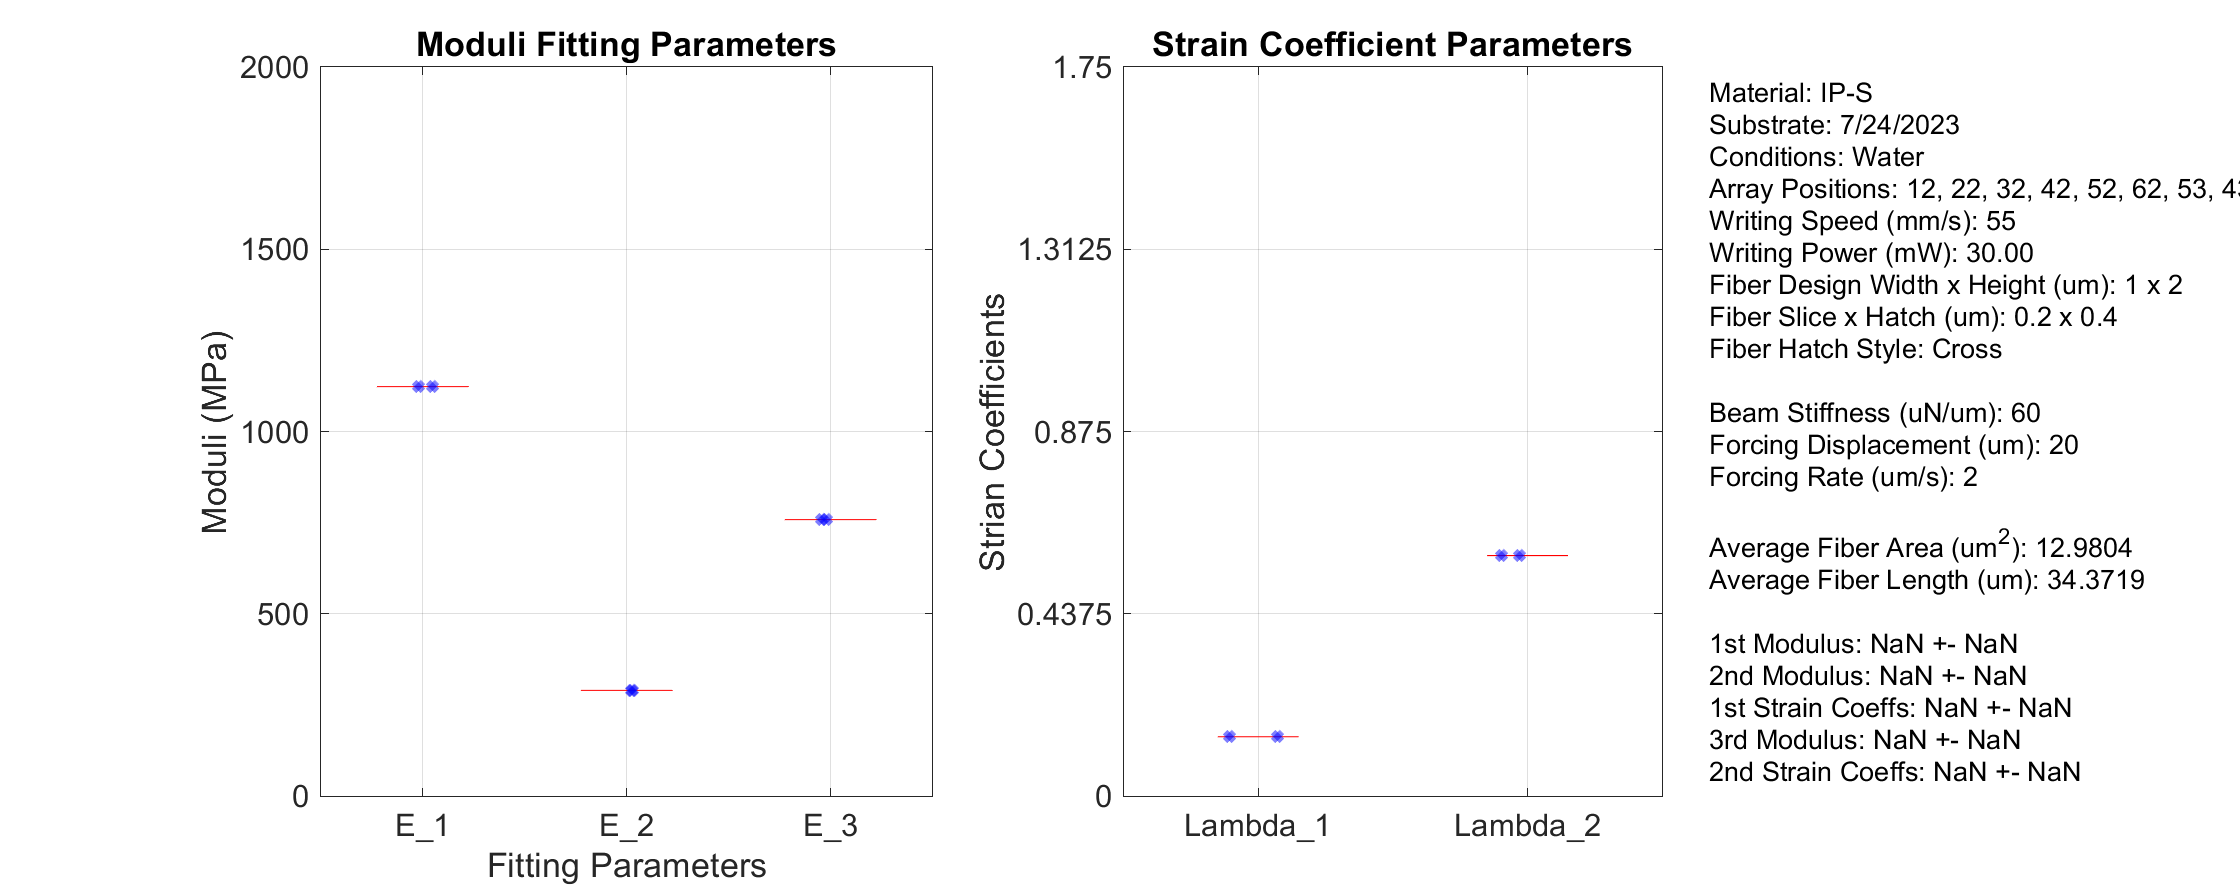 Moduli Fitting Parameters
2000
1500
1000
500
0
Moduli (MPa)
E_1
E_2
E_3
Fitting Parameters
Strain Coefficient Parameters
1.75
1.3125
0.875
0.4375
0
Strian Coefficients
Lambda_1
Lambda_2
Material: IP-S
Substrate: 7/24/2023
Conditions: Water
Array Positions: 12, 22, 32, 42, 52, 62, 53, 43
Writing Speed (mm/s): 55
Writing Power (mW): 30.00
Fiber Design Width x Height (um): 1 x 2
Fiber Slice x Hatch (um): 0.2 x 0.4
Fiber Hatch Style: Cross
Beam Stiffness (uN/um): 60
Forcing Displacement (um): 20
Forcing Rate (um/s): 2
Average Fiber Area (um²): 12.9804
Average Fiber Length (um): 34.3719
1st Modulus: NaN +- NaN
2nd Modulus: NaN +- NaN
1st Strain Coeffs: NaN +- NaN
3rd Modulus: NaN +- NaN
2nd Strain Coeffs: NaN +- NaN